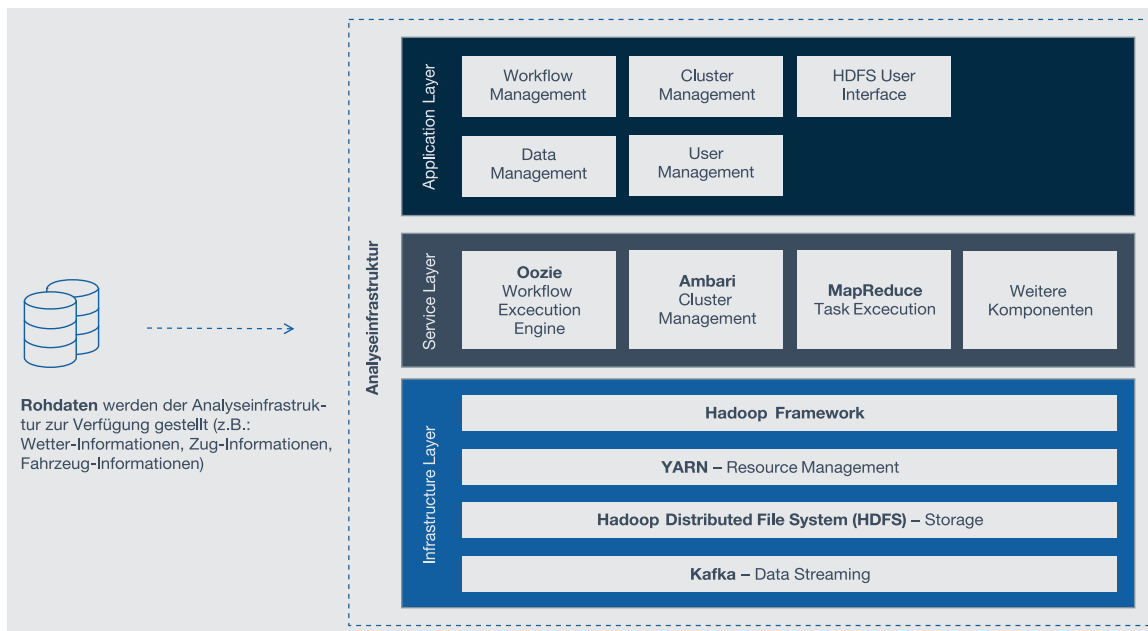 Application Layer
Workflow
Management
Cluster
Management
HDFS User
Interface
Data
Management
User
Management
Analyseinfrastruktur
Service Layer
Oozie
Workflow
Excecution
Engine
Ambari
Cluster
Management
MapReduce
Task Excecution
Weitere
Komponenten
Rohdaten werden der Analyseinfrastruk-
tur zur Verfügung gestellt (z.B.:
Wetter-Informationen, Zug-Informationen,
Fahrzeug-Informationen)
Infrastructure Layer
Hadoop Framework
YARN – Resource Management
Hadoop Distributed File System (HDFS) – Storage
Kafka – Data Streaming